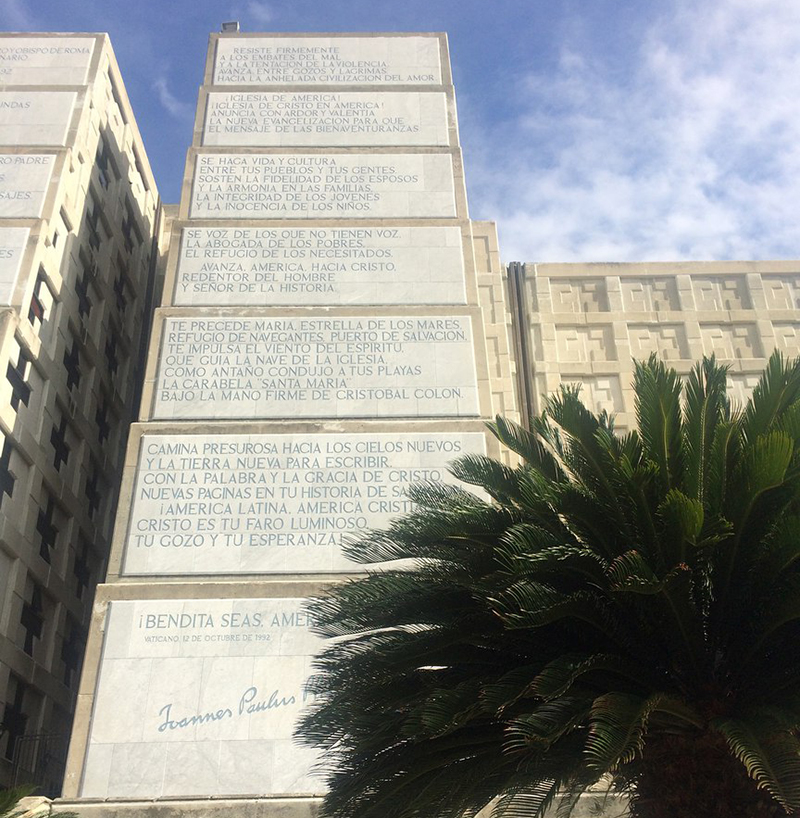 O Y OBISPO DE ROMA
NARIO.
92
UNDAS
RO PADRE
S
SAJES.
RESISTE FIRMEMENTE
A LOS EMBATES DEL MAL
Y A LA TENTACION DE LA VIOLENCIA.
AVANZA, ENTRE GOZOS Y LAGRIMAS
HACIA LA ANHELADA CIVILIZACION DEL AMOR.
¡IGLESIA DE AMERICA!
¡IGLESIA DE CRISTO EN AMERICA!
ANUNCIA CON ARDOR Y VALENTIA
LA NUEVA EVANGELIZACION PARA QUE
EL MENSAJE DE LAS BIENAVENTURANZAS
SE HAGA VIDA Y CULTURA
ENTRE TUS PUEBLOS Y TUS GENTES.
SOSTEN LA FIDELIDAD DE LOS ESPOSOS
Y LA ARMONIA EN LAS FAMILIAS,
LA INTEGRIDAD DE LOS JOVENES
Y LA INOCENCIA DE LOS NIÑOS.
SE VOZ DE LOS QUE NO TIENEN VOZ,
LA ABOGADA DE LOS POBRES,
EL REFUGIO DE LOS NECESITADOS.
AVANZA, AMERICA, HACIA CRISTO,
REDENTOR DEL HOMBRE
Y SEÑOR DE LA HISTORIA.
TE PRECEDE MARIA, ESTRELLA DE LOS MARES,
REFUGIO DE NAVEGANTES, PUERTO DE SALVACION.
TE IMPULSA EL VIENTO DEL ESPIRITU,
QUE GUIA LA NAVE DE LA IGLESIA,
COMO ANTAÑO CONDUJO A TUS PLAYAS
LA CARABELA "SANTA MARIA"
BAJO LA MANO FIRME DE CRISTOBAL COLON.
CAMINA PRESUROSA HACIA LOS CIELOS NUEVOS
Y LA TIERRA NUEVA PARA ESCRIBIR,
CON LA PALABRA Y LA GRACIA DE CRISTO,
NUEVAS PAGINAS EN TU HISTORIA DE SA
¡AMERICA LATINA, AMERICA CRISTI
CRISTO ES TU FARO LUMINOSO,
TU GOZO Y TU ESPERANZA!
¡BENDITA SEAS, AMER
VATICANO, 12 DE OCTUBRE DE 1992
Joannes Paulus